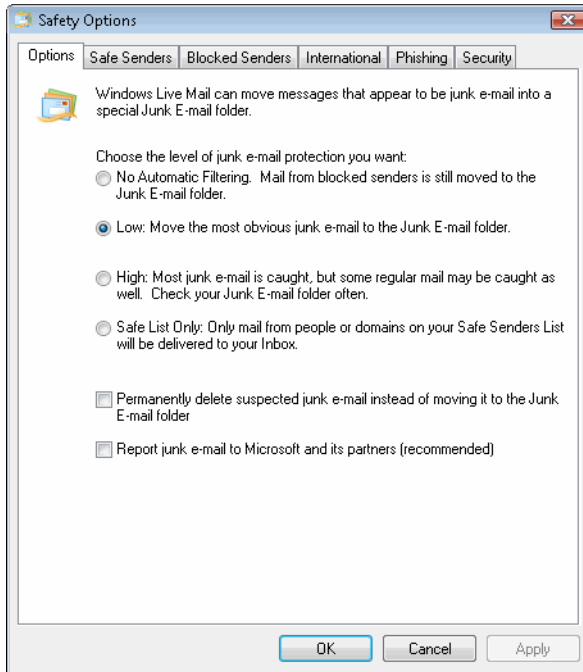 Safety Options
Options Safe Senders Blocked Senders International Phishing Security
Windows Live Mail can move messages that appear to be junk e-mail into a
special Junk E-mail folder.
Choose the level of junk e-mail protection you want:
No Automatic Filtering.  Mail from blocked senders is still moved to the
Junk E-mail folder.
Low: Move the most obvious junk e-mail to the Junk E-mail folder.
High: Most junk e-mail is caught, but some regular mail may be caught as
well.  Check your Junk E-mail folder often.
Safe List Only: Only mail from people or domains on your Safe Senders List
will be delivered to your Inbox.
Permanently delete suspected junk e-mail instead of moving it to the Junk
E-mail folder
Report junk e-mail to Microsoft and its partners (recommended)
OK Cancel Apply